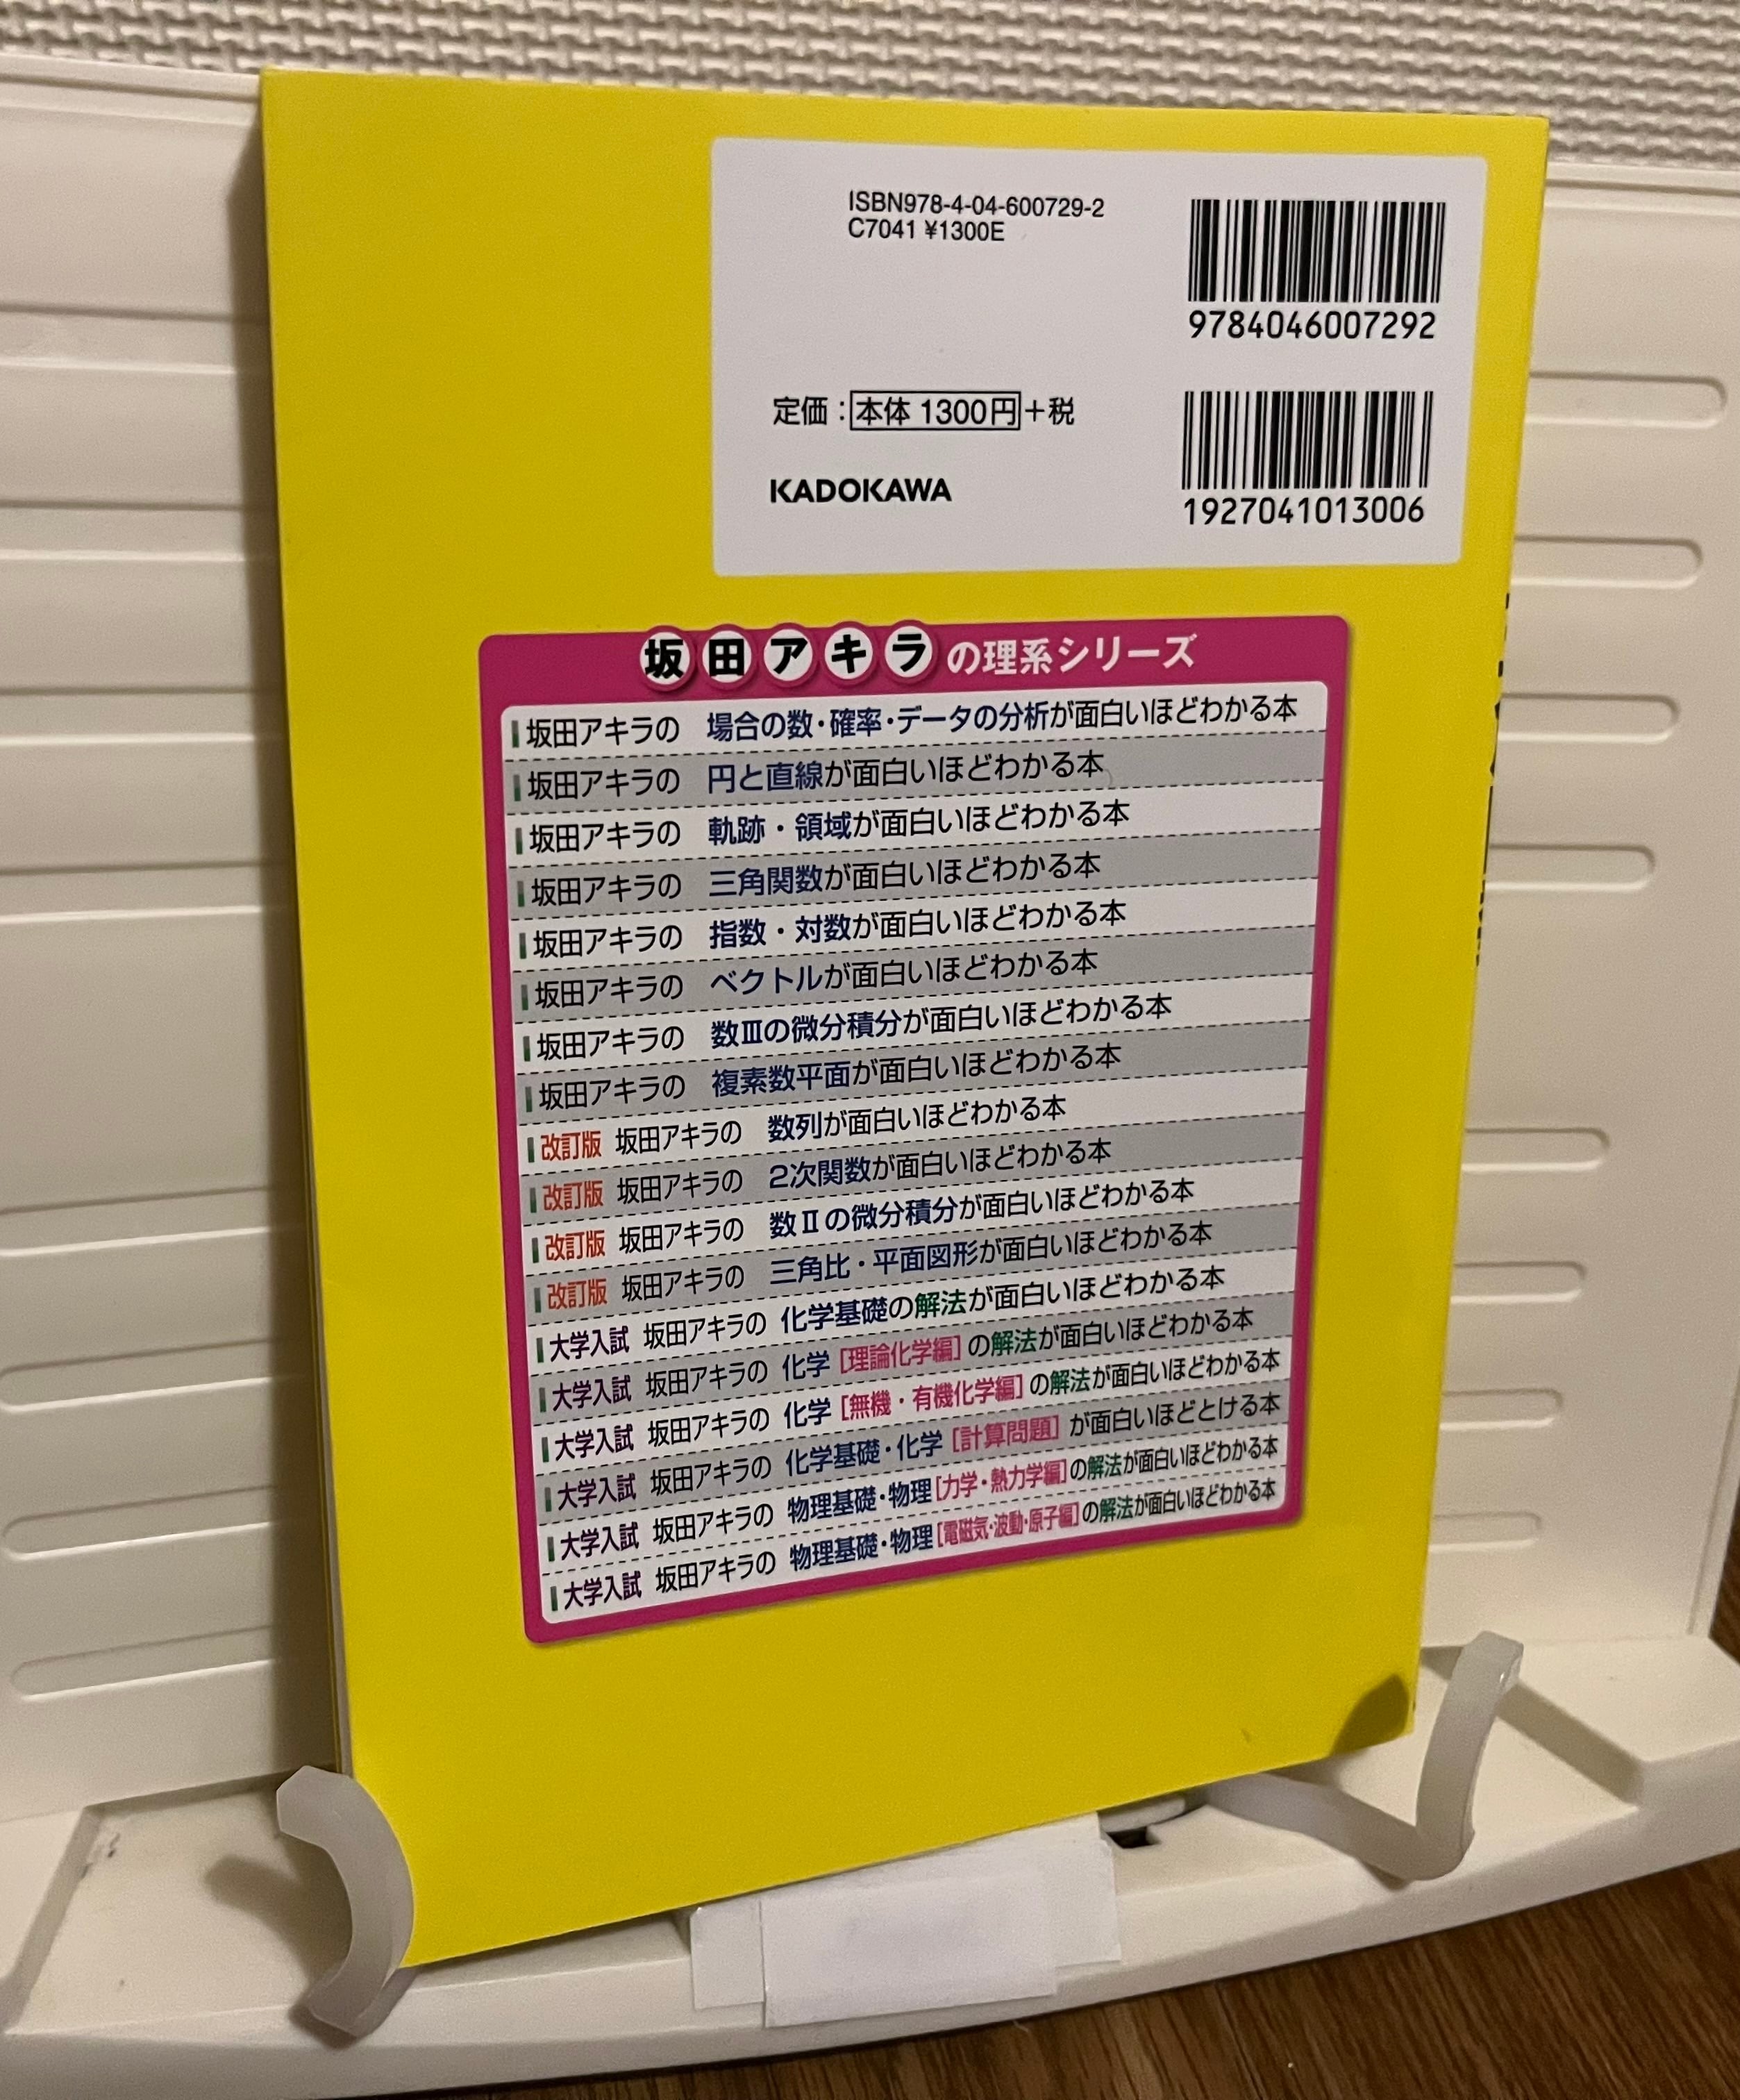 ISBN978-4-04-600729-2
C7041 ¥1300E
9784046007292
定価：本体 1300円＋税
KADOKAWA
1927041013006
坂田アキラの理系シリーズ
坂田アキラの 場合の数・確率・データの分析が面白いほどわかる本
坂田アキラの 円と直線が面白いほどわかる本
坂田アキラの 軌跡・領域が面白いほどわかる本
坂田アキラの 三角関数が面白いほどわかる本
坂田アキラの 指数・対数が面白いほどわかる本
坂田アキラの ベクトルが面白いほどわかる本
坂田アキラの 数Ⅲの微分積分が面白いほどわかる本
坂田アキラの 複素数平面が面白いほどわかる本
改訂版 坂田アキラの 数列が面白いほどわかる本
改訂版 坂田アキラの 2次関数が面白いほどわかる本
改訂版 坂田アキラの 数Ⅱの微分積分が面白いほどわかる本
改訂版 坂田アキラの 三角比・平面図形が面白いほどわかる本
大学入試 坂田アキラの 化学基礎の解法が面白いほどわかる本
大学入試 坂田アキラの 化学［理論化学編］の解法が面白いほどわかる本
大学入試 坂田アキラの 化学［無機・有機化学編］の解法が面白いほどわかる本
大学入試 坂田アキラの 化学基礎・化学［計算問題］が面白いほどとける本
大学入試 坂田アキラの 物理基礎・物理［力学・熱力学編］の解法が面白いほどわかる本
大学入試 坂田アキラの 物理基礎・物理［電磁気・波動・原子編］の解法が面白いほどわかる本